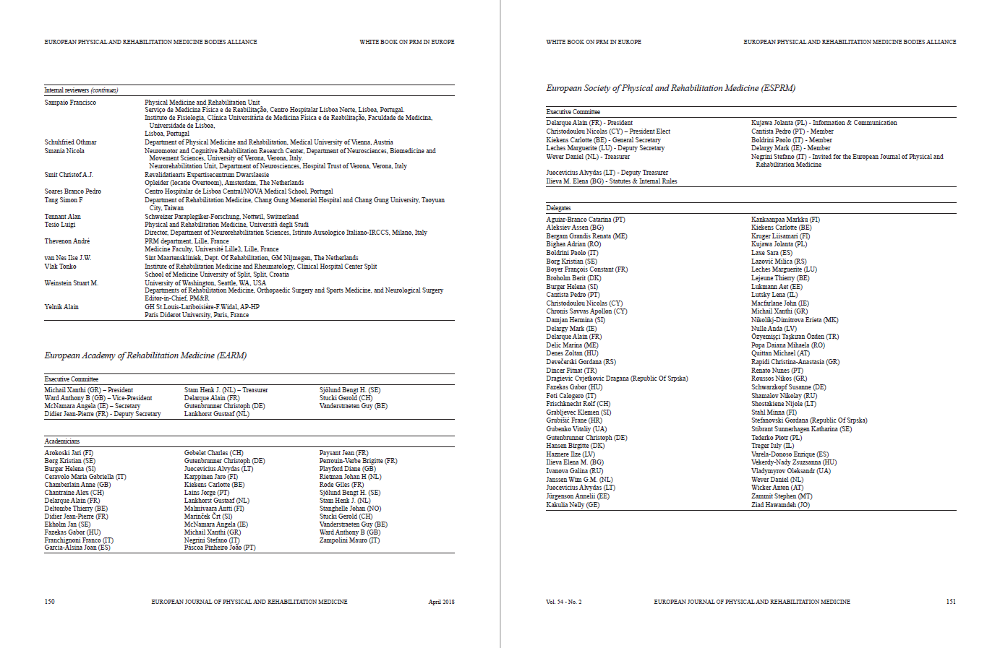 EUROPEAN PHYSICAL AND REHABILITATION MEDICINE BODIES ALLIANCE
WHITE BOOK ON PRM IN EUROPE
Internal reviewers (continues)
Sampaio Francisco
Physical Medicine and Rehabilitation Unit
Serviço de Medicina Física e de Reabilitação, Centro Hospitalar Lisboa Norte, Lisboa, Portugal.
Instituto de Fisiologia, Clínica Universitária de Medicina Física e de Reabilitação, Faculdade de Medicina,
Universidade de Lisboa,
Lisboa, Portugal
Schuhfried Othmar
Department of Physical Medicine and Rehabilitation, Medical University of Vienna, Austria
Smania Nicola
Neuromotor and Cognitive Rehabilitation Research Center, Department of Neurosciences, Biomedicine and
Movement Sciences, University of Verona, Verona, Italy.
Neurorehabilitation Unit, Department of Neurosciences, Hospital Trust of Verona, Verona, Italy
Smit Christof A.J.
Revalidatiearts Expertisecentrum Dwarslaesie
Opleider (locatie Overtoom), Amsterdam, The Netherlands
Soares Branco Pedro
Centro Hospitalar de Lisboa Central/NOVA Medical School, Portugal
Tang Simon F
Department of Rehabilitation Medicine, Chang Gung Memorial Hospital and Chang Gung University, Taoyuan
City, Taiwan
Tennant Alan
Schweizer Paraplegiker-Forschung, Nottwil, Switzerland
Tesio Luigi
Physical and Rehabilitation Medicine, Università degli Studi
Director, Department of Neurorehabilitation Sciences, Istituto Auxologico Italiano-IRCCS, Milano, Italy
Thevenon André
PRM department, Lille, France
Medicine Faculty, Université Lille2, Lille, France
van Nes Ilse J.W.
Sint Maartenskliniek, Dept. Of Rehabilitation, GM Nijmegen, The Netherlands
Vlak Tonko
Institute of Rehabilitation Medicine and Rheumatology, Clinical Hospital Center Split
School of Medicine University of Split, Split, Croatia
Weinstein Stuart M.
University of Washington, Seattle, WA, USA
Departments of Rehabilitation Medicine, Orthopaedic Surgery and Sports Medicine, and Neurological Surgery
Editor-in-Chief, PM&R
Yelnik Alain
GH St.Louis-Lariboisière-F.Widal, AP-HP
Paris Diderot University, Paris, France
European Academy of Rehabilitation Medicine (EARM)
Executive Committee
Michail Xanthi (GR) – President
Ward Anthony B (GB) – Vice-President
McNamara Angela (IE) – Secretary
Didier Jean-Pierre (FR) - Deputy Secretary
Stam Henk J. (NL) – Treasurer
Delarque Alain (FR)
Gutenbrunner Christoph (DE)
Lankhorst Gustaaf (NL)
Sjölund Bengt H. (SE)
Stucki Gerold (CH)
Vanderstraeten Guy (BE)
Academicians
Arokoski Jari (FI)
Borg Kristian (SE)
Burger Helena (SI)
Ceravolo Maria Gabriella (IT)
Chamberlain Anne (GB)
Chantraine Alex (CH)
Delarque Alain (FR)
Deltombe Thierry (BE)
Didier Jean-Pierre (FR)
Ekholm Jan (SE)
Fazekas Gabor (HU)
Franchignoni Franco (IT)
Garcia-Alsina Joan (ES)
Gobelet Charles (CH)
Gutenbrunner Christoph (DE)
Juocevicius Alvydas (LT)
Karppinen Jaro (FI)
Kiekens Carlotte (BE)
Lains Jorge (PT)
Lankhorst Gustaaf (NL)
Malmivaara Antti (FI)
Marinček Črt (SI)
McNamara Angela (IE)
Michail Xanthi (GR)
Negrini Stefano (IT)
Páscoa Pinheiro João (PT)
Paysant Jean (FR)
Perrouin-Verbe Brigitte (FR)
Playford Diane (GB)
Rietman Johan H (NL)
Rode GIles (FR)
Sjölund Bengt H. (SE)
Stam Henk J. (NL)
Stanghelle Johan (NO)
Stucki Gerold (CH)
Vanderstraeten Guy (BE)
Ward Anthony B (GB)
Zampolini Mauro (IT)
150
EUROPEAN JOURNAL OF PHYSICAL AND REHABILITATION MEDICINE
April 2018
WHITE BOOK ON PRM IN EUROPE
EUROPEAN PHYSICAL AND REHABILITATION MEDICINE BODIES ALLIANCE
European Society of Physical and Rehabilitation Medicine (ESPRM)
Executive Committee
Delarque Alain (FR) - President
Christodoulou Nicolas (CY) – President Elect
Kiekens Carlotte (BE) - General Secretary
Leches Marguerite (LU) - Deputy Secretary
Wever Daniel (NL) - Treasurer
Juocevicius Alvydas (LT) - Deputy Treasurer
Ilieva M. Elena (BG) - Statutes & Internal Rules
Kujawa Jolanta (PL) - Information & Communication
Cantista Pedro (PT) - Member
Boldrini Paolo (IT) - Member
Delargy Mark (IE) - Member
Negrini Stefano (IT) - Invited for the European Journal of Physical and
Rehabilitation Medicine
Delegates
Aguiar-Branco Catarina (PT)
Aleksiev Assen (BG)
Bergam Grandis Renata (ME)
Bighea Adrian (RO)
Boldrini Paolo (IT)
Borg Kristian (SE)
Boyer François Constant (FR)
Broholm Berit (DK)
Burger Helena (SI)
Cantista Pedro (PT)
Christodoulou Nicolas (CY)
Chronis Savvas Apollon (CY)
Damjan Hermina (SI)
Delargy Mark (IE)
Delarque Alain (FR)
Delic Marina (ME)
Denes Zoltan (HU)
Devečerski Gordana (RS)
Dincer Fitnat (TR)
Dragievic Cvjetkovic Dragana (Republic Of Srpska)
Fazekas Gabor (HU)
Foti Calogero (IT)
Frischknecht Rolf (CH)
Grabljevec Klemen (SI)
Grubišić Frane (HR)
Gubenko Vitaliy (UA)
Gutenbrunner Christoph (DE)
Hansen Birgitte (DK)
Haznere Ilze (LV)
Ilieva Elena M. (BG)
Ivanova Galina (RU)
Janssen Wim G.M. (NL)
Juocevicius Alvydas (LT)
Jürgenson Annelii (EE)
Kakulia Nelly (GE)
Kankaanpaa Markku (FI)
Kiekens Carlotte (BE)
Kruger Liisamari (FI)
Kujawa Jolanta (PL)
Laxe Sara (ES)
Lazović Milica (RS)
Leches Marguerite (LU)
Lejeune Thierry (BE)
Lukmann Aet (EE)
Lutsky Lena (IL)
Macfarlane John (IE)
Michail Xanthi (GR)
Nikolikj-Dimitrova Erieta (MK)
Nulle Anda (LV)
Özyemişçi Taşkıran Özden (TR)
Popa Daiana Mihaela (RO)
Quittan Michael (AT)
Rapidi Christina-Anastasia (GR)
Renato Nunes (PT)
Roussos Nikos (GR)
Schwarzkopf Susanne (DE)
Shamalov Nikolay (RU)
Shostakiene Nijole (LT)
Stahl Minna (FI)
Stefanovski Gordana (Republic Of Srpska)
Stibrant Sunnerhagen Katharina (SE)
Tederko Piotr (PL)
Treger Iuly (IL)
Varela-Donoso Enrique (ES)
Vekerdy-Nady Zsuzsanna (HU)
Vladymyrov Oleksandr (UA)
Wever Daniel (NL)
Wicker Anton (AT)
Zammit Stephen (MT)
Ziad Hawamdeh (JO)
Vol. 54 - No. 2
EUROPEAN JOURNAL OF PHYSICAL AND REHABILITATION MEDICINE
151